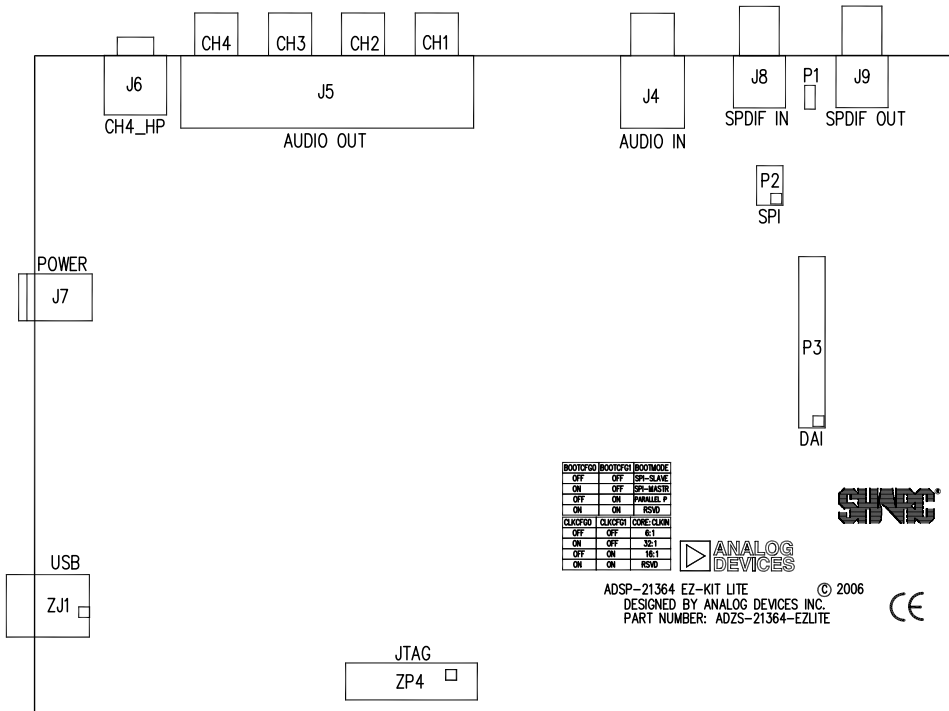 CH4 CH3 CH2 CH1
J6 J5 J4 J8 P1 J9
CH4_HP AUDIO OUT AUDIO IN SPDIF IN SPDIF OUT
P2
SPI
POWER
J7
P3
DAI
BOOTCFG0 BOOTCFG1 BOOTMODE
OFF OFF SPI-SLAVE
ON OFF SPI-MASTR
OFF ON PARALLEL P
ON ON RSVD
CLKCFG0 CLKCFG1 CORE:CLKIN
OFF OFF 6:1
ON OFF 32:1
OFF ON 16:1
ON ON RSVD
SHARC®
ANALOG
DEVICES
ADSP-21364 EZ-KIT LITE © 2006
DESIGNED BY ANALOG DEVICES INC.
PART NUMBER: ADZS-21364-EZLITE
CE
USB
ZJ1
JTAG
ZP4